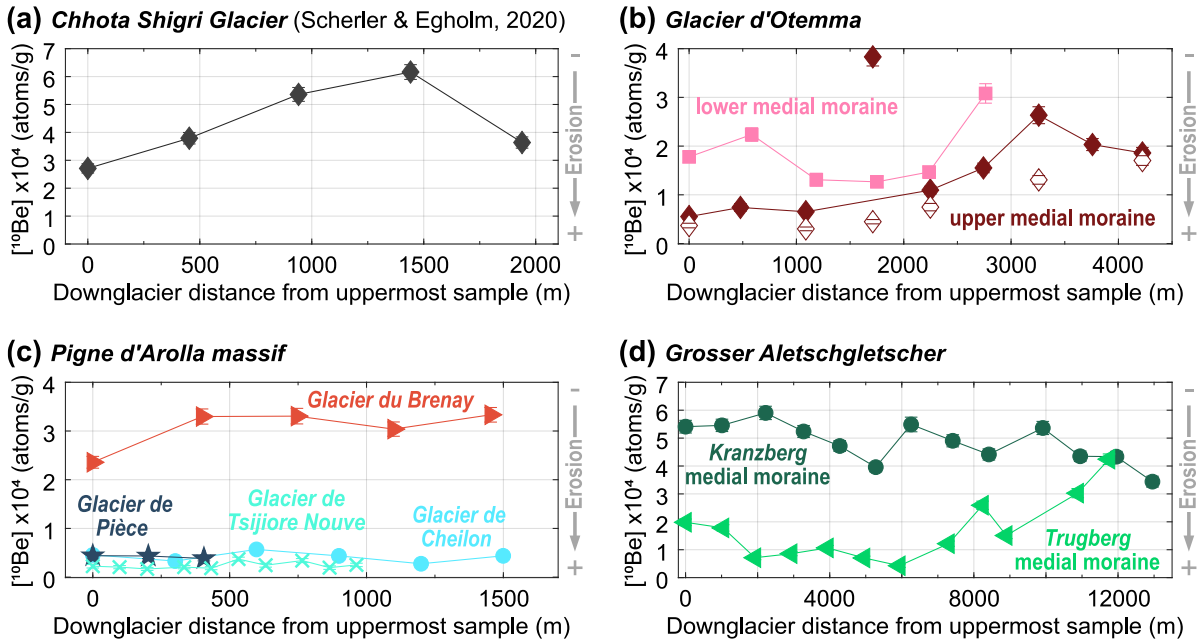 (a) Chhota Shigri Glacier (Scherler & Egholm, 2020)
[¹⁰Be] x10⁴ (atoms/g)
7
6
5
4
3
2
1
0
0 500 1000 1500 2000
Downglacier distance from uppermost sample (m)
-
Erosion
+
(b) Glacier d'Otemma
[¹⁰Be] x10⁴ (atoms/g)
4
3
2
1
0
lower medial moraine
upper medial moraine
0 1000 2000 3000 4000
Downglacier distance from uppermost sample (m)
-
Erosion
+
(c) Pigne d'Arolla massif
[¹⁰Be] x10⁴ (atoms/g)
4
3
2
1
0
Glacier du Brenay
Glacier de
Pièce
Glacier de
Tsijiore Nouve
Glacier de
Cheilon
0 500 1000 1500
Downglacier distance from uppermost sample (m)
-
Erosion
+
(d) Grosser Aletschgletscher
[¹⁰Be] x10⁴ (atoms/g)
7
6
5
4
3
2
1
0
Kranzberg
medial moraine
Trugberg
medial moraine
0 4000 8000 12000
Downglacier distance from uppermost sample (m)
-
Erosion
+